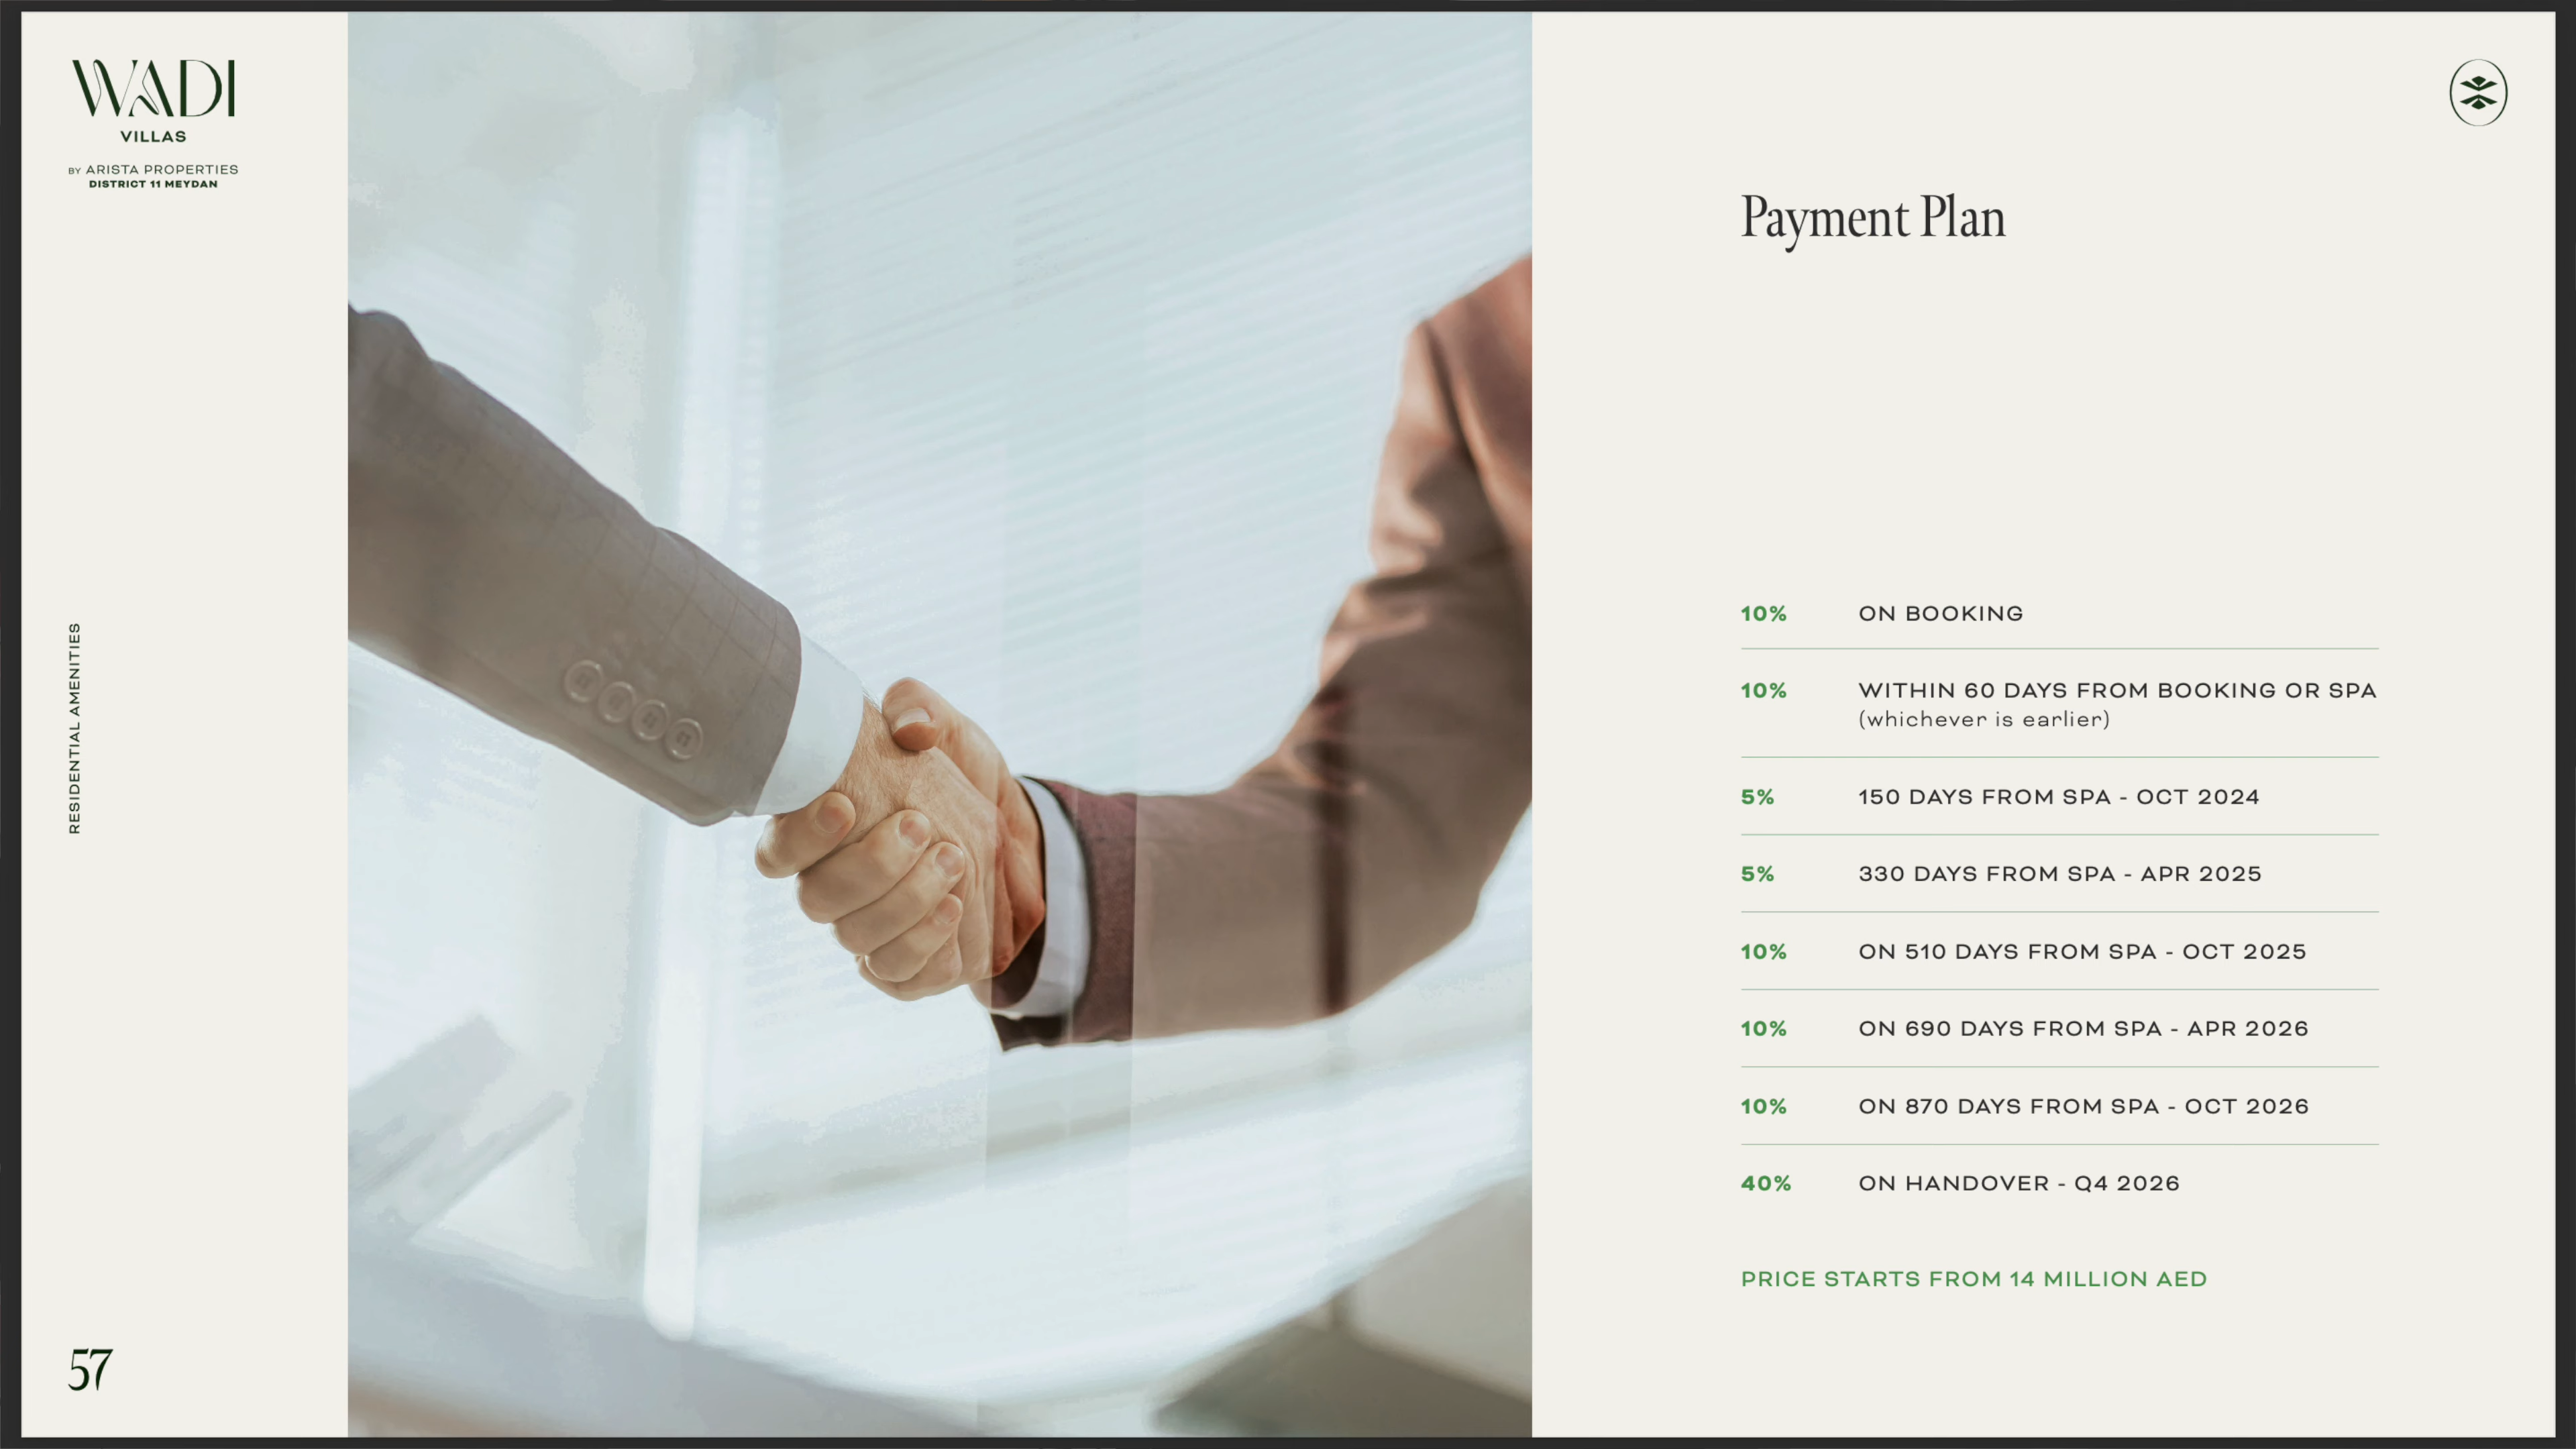 WADI
VILLAS
BY ARISTA PROPERTIES
DISTRICT 11 MEYDAN
RESIDENTIAL AMENITIES
57
Payment Plan
10% ON BOOKING
10% WITHIN 60 DAYS FROM BOOKING OR SPA
(whichever is earlier)
5% 150 DAYS FROM SPA - OCT 2024
5% 330 DAYS FROM SPA - APR 2025
10% ON 510 DAYS FROM SPA - OCT 2025
10% ON 690 DAYS FROM SPA - APR 2026
10% ON 870 DAYS FROM SPA - OCT 2026
40% ON HANDOVER - Q4 2026
PRICE STARTS FROM 14 MILLION AED